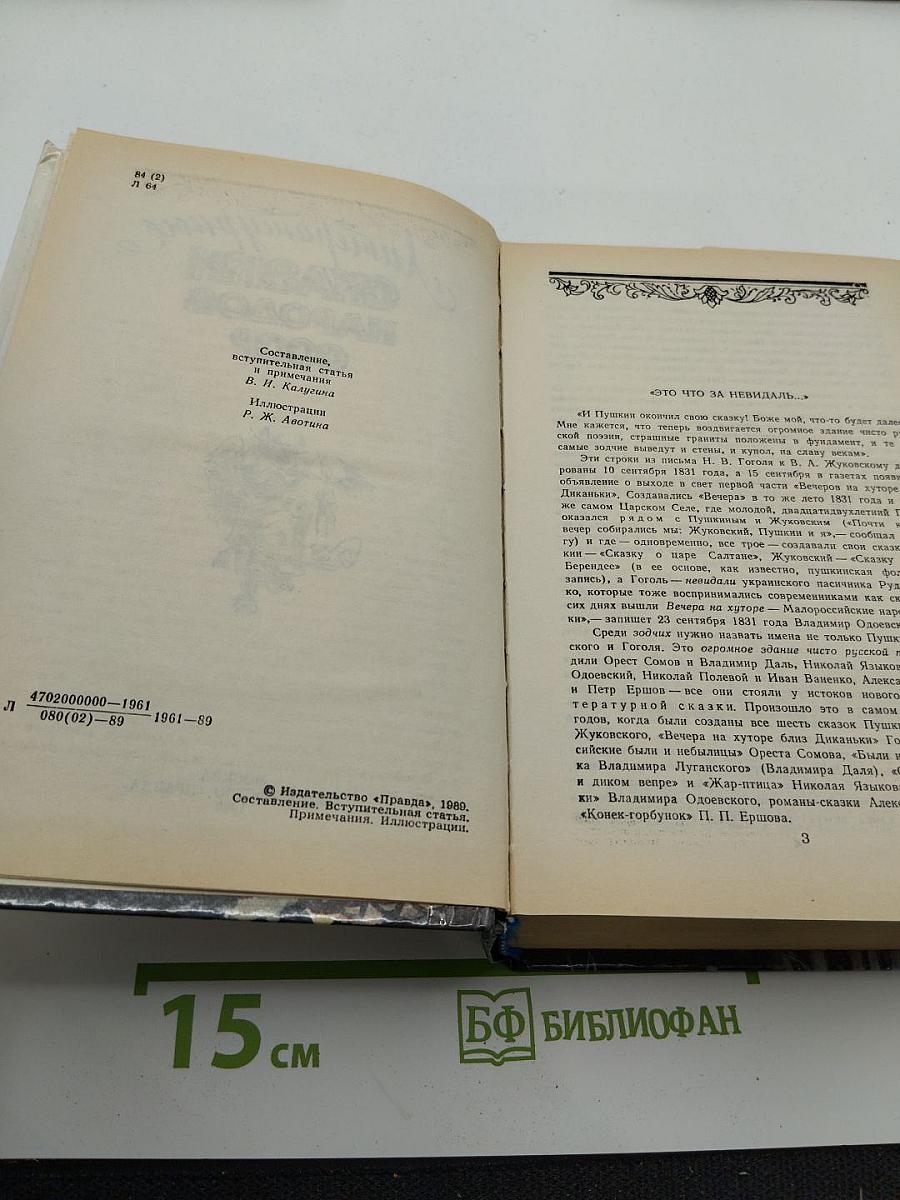 84 (2)
Л 64
Составление,
вступительная статья
и примечания
В. И. Калугина
Иллюстрации
Р. Ж. Авотина
Л 4702000000—1961
080(02)—89 1961—89
© Издательство «Правда», 1989.
Составление. Вступительная статья.
Примечания. Иллюстрации.
«ЭТО ЧТО ЗА НЕВИДАЛЬ...»
«И Пушкин окончил свою сказку! Боже мой, что-то будет далее
Мне кажется, что теперь воздвигается огромное здание чисто ру
ской поэзии, страшные граниты положены в фундамент, и те
самые зодчие выведут и стены, и купол, на славу векам».
Эти строки из письма Н. В. Гоголя к В. А. Жуковскому д
рованы 10 сентября 1831 года, а 15 сентября в газетах появи
объявление о выходе в свет первой части «Вечеров на хуторе
Диканьки». Создавались «Вечера» в то же лето 1831 года и
же самом Царском Селе, где молодой, двадцатидвухлетний Г
оказался рядом с Пушкиным и Жуковским («Почти к
вечер собирались мы: Жуковский, Пушкин и я»,— сообщал
гу) и где — одновременно, все трое — создавали свои сказк
кин — «Сказку о царе Салтане», Жуковский — «Сказку
Берендее» (в ее основе, как известно, пушкинская фол
запись), а Гоголь — невидали украинского пасичника Руд
ко, которые тоже воспринимались современниками как ск
сих днях вышли Вечера на хуторе — Малороссийские наро
ки»,— запишет 23 сентября 1831 года Владимир Одоевск
Среди зодчих нужно назвать имена не только Пушк
ского и Гоголя. Это огромное здание чисто русской п
дили Орест Сомов и Владимир Даль, Николай Языков
Одоевский, Николай Полевой и Иван Ваненко, Алекса
и Петр Ершов — все они стояли у истоков нового
тературной сказки. Произошло это в самом
годов, когда были созданы все шесть сказок Пушк
Жуковского, «Вечера на хуторе близ Диканьки» Го
сийские были и небылицы» Ореста Сомова, «Были и
ка Владимира Луганского» (Владимира Даля), «
и диком вепре» и «Жар-птица» Николая Языкова
ки» Владимира Одоевского, романы-сказки Алек
«Конек-горбунок» П. П. Ершова.
3
15 см
БФ БИБЛИОФАН